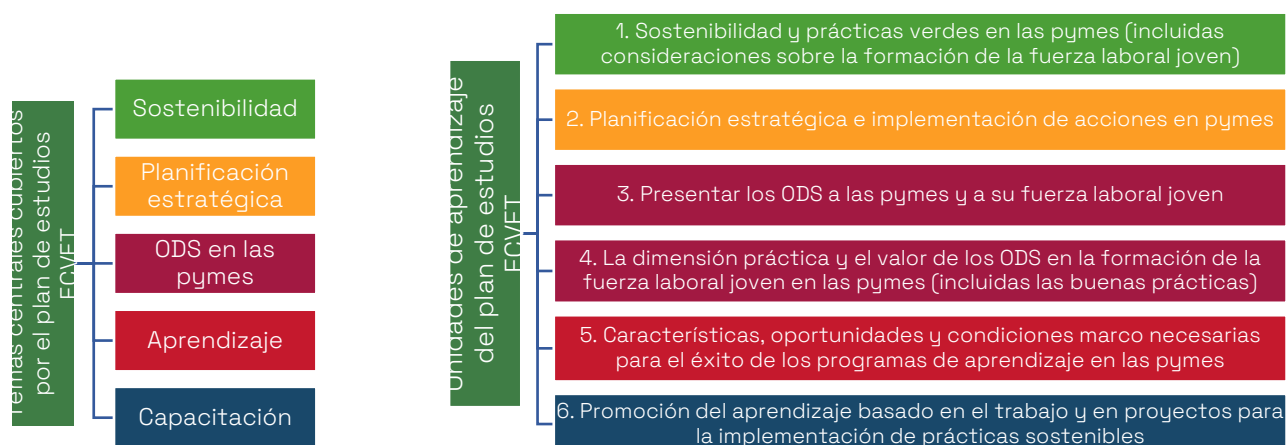 Temas centrales cubiertos
por el plan de estudios
ECVET
Sostenibilidad
Planificación
estratégica
ODS en las
pymes
Aprendizaje
Capacitación
Unidades de aprendizaje
del plan de estudios
ECVET
1. Sostenibilidad y prácticas verdes en las pymes (incluidas
consideraciones sobre la formación de la fuerza laboral joven)
2. Planificación estratégica e implementación de acciones en pymes
3. Presentar los ODS a las pymes y a su fuerza laboral joven
4. La dimensión práctica y el valor de los ODS en la formación de la
fuerza laboral joven en las pymes (incluidas las buenas prácticas)
5. Características, oportunidades y condiciones marco necesarias
para el éxito de los programas de aprendizaje en las pymes
6. Promoción del aprendizaje basado en el trabajo y en proyectos para
la implementación de prácticas sostenibles